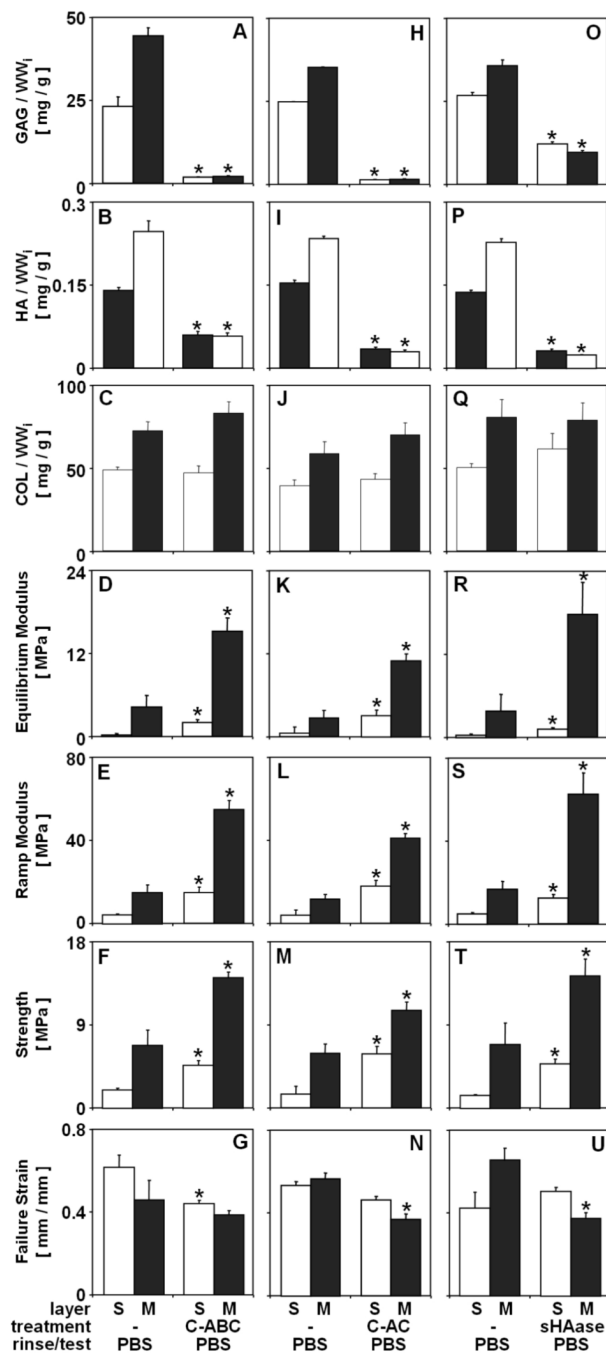 50 A H O
GAG / WWi
[ mg / g ]
25
* * * * * *
0
0.3 B I P
HA / WWi
[ mg / g ]
0.15
* * * * * *
0
100 C J Q
COL / WWi
[ mg / g ]
50
0
24 D K R
Equilibrium Modulus
[ MPa ]
12
* * * * * *
0
80 E L S
Ramp Modulus
[ MPa ]
40
* * * * * *
0
18 F M T
Strength
[ MPa ]
9
* * * * * *
0
0.8 G N U
Failure Strain
[ mm / mm ]
0.4
* * *
0
layer S M S M S M S M S M S M
treatment - C-ABC - C-AC - sHAase
rinse/test PBS PBS PBS PBS PBS PBS